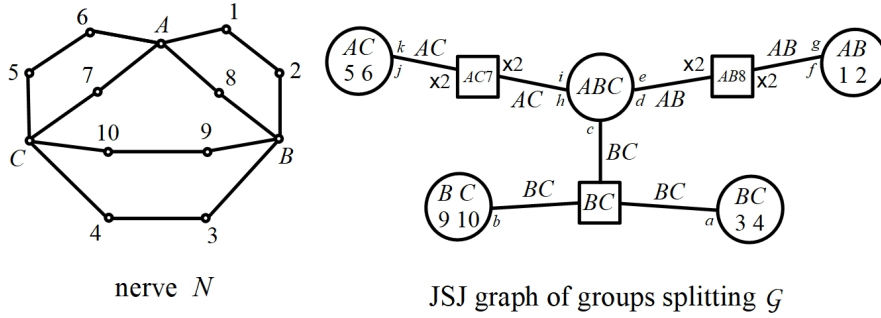 6
A
1
5
7
8
2
10
9
C
B
4
3
nerve N
AC
5 6
k
j
AC
x2
AC7
x2
AC
i
h
ABC
e
d
AB
x2
AB8
x2
AB
g
f
AB
1 2
c
BC
B C
9 10
b
BC
BC
BC
a
BC
3 4
JSJ graph of groups splitting 𝒢